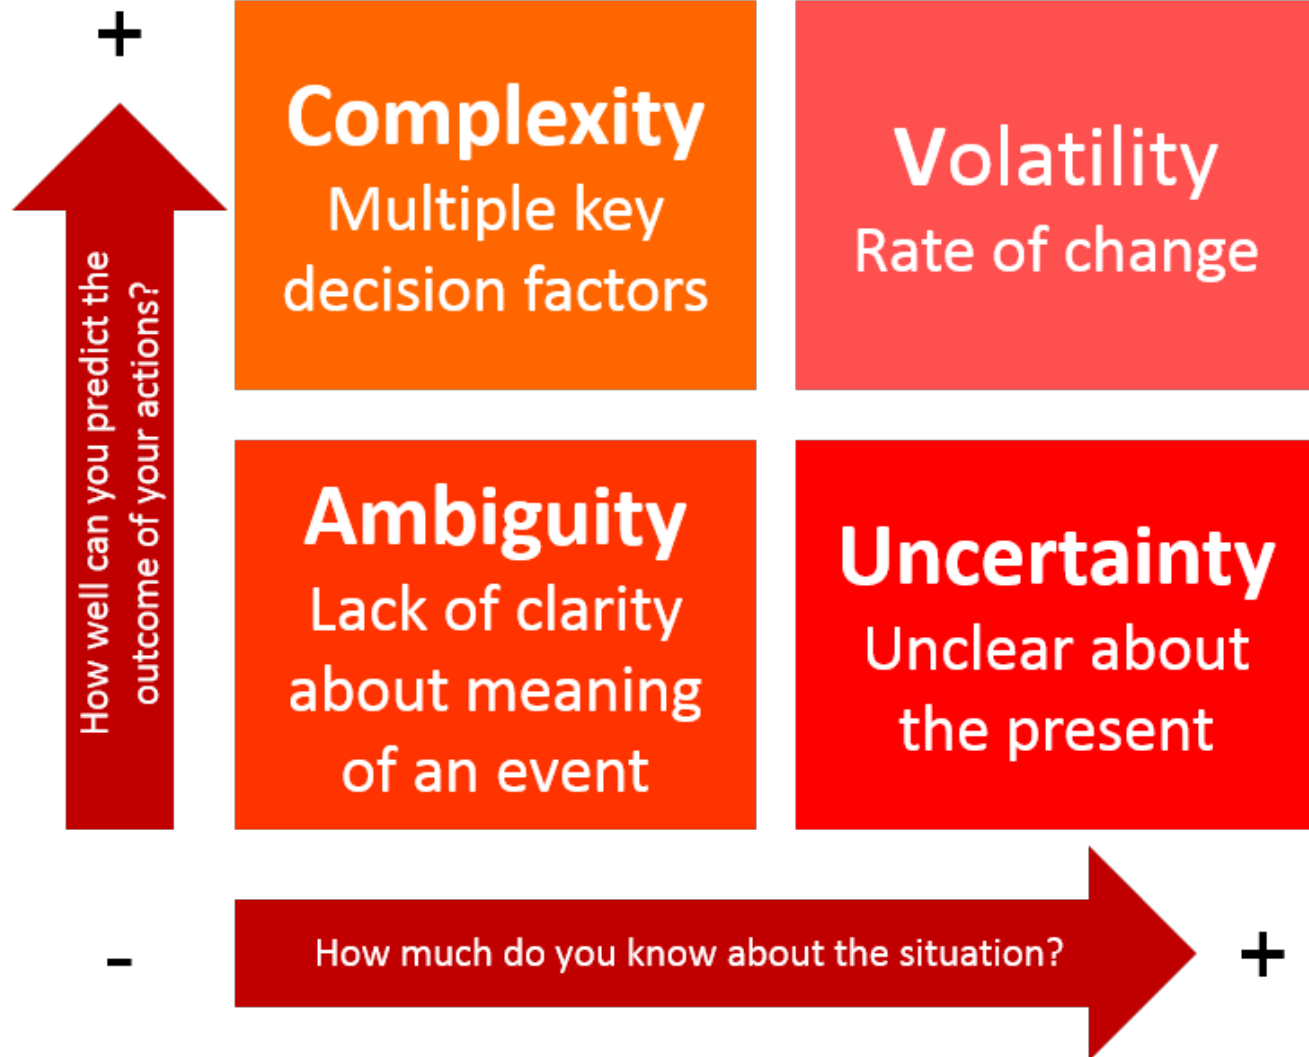 +
Complexity
Multiple key
decision factors
Volatility
Rate of change
How well can you predict the
outcome of your actions?
Ambiguity
Lack of clarity
about meaning
of an event
Uncertainty
Unclear about
the present
-
How much do you know about the situation?
+